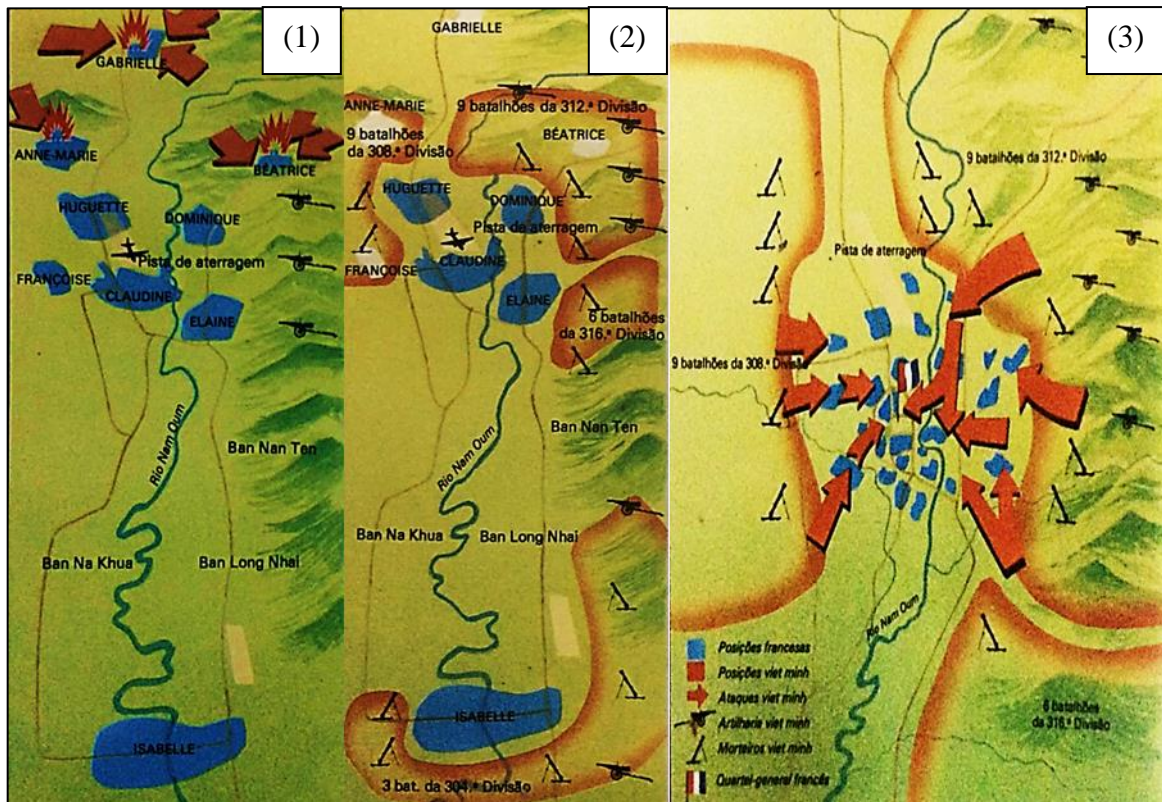 (1)
GABRIELLE
ANNE-MARIE
BÉATRICE
HUGUETTE
DOMINIQUE
Pista de aterragem
FRANÇOISE
CLAUDINE
ELAINE
Rio Nam Oum
Ban Nan Ten
Ban Na Khua
Ban Long Nhai
ISABELLE
(2)
GABRIELLE
ANNE-MARIE
9 batalhões da 312.ª Divisão
9 batalhões
da 308.ª Divisão
BÉATRICE
HUGUETTE
DOMINIQUE
Pista de aterragem
CLAUDINE
FRANÇOISE
ELAINE
6 batalhões
da 316.ª Divisão
Rio Nam Oum
Ban Nan Ten
Ban Na Khua
Ban Long Nhai
ISABELLE
3 bat. da 304.ª Divisão
(3)
9 batalhões da 312.ª Divisão
Pista de aterragem
9 batalhões da 308.ª Divisão
Rio Nam Oum
Posições francesas
Posições viet minh
Ataques viet minh
Artilharia viet minh
Morteiros viet minh
Quartel-general francês
6 batalhões
da 316.ª Divisão